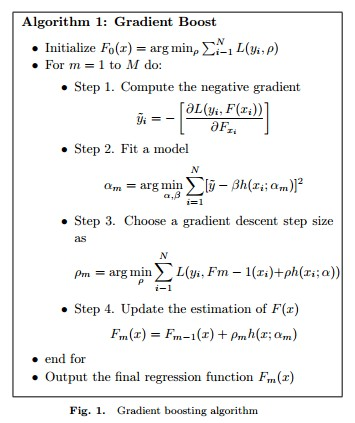 Algorithm 1: Gradient Boost
• Initialize F₀(x) = arg min_ρ ∑_{i−1}^{N} L(y_i, ρ)
• For m = 1 to M do:
• Step 1. Compute the negative gradient
ỹ_i = − [∂L(y_i, F(x_i)) / ∂F_{x_i}]
• Step 2. Fit a model
α_m = arg min_{α,β} ∑_{i=1}^{N} [ỹ − βh(x_i; α_m)]²
• Step 3. Choose a gradient descent step size
as
ρ_m = arg min_ρ ∑_{i−1}^{N} L(y_i, Fm − 1(x_i)+ρh(x_i; α))
• Step 4. Update the estimation of F(x)
F_m(x) = F_{m−1}(x) + ρ_m h(x; α_m)
• end for
• Output the final regression function F_m(x)
Fig. 1. Gradient boosting algorithm